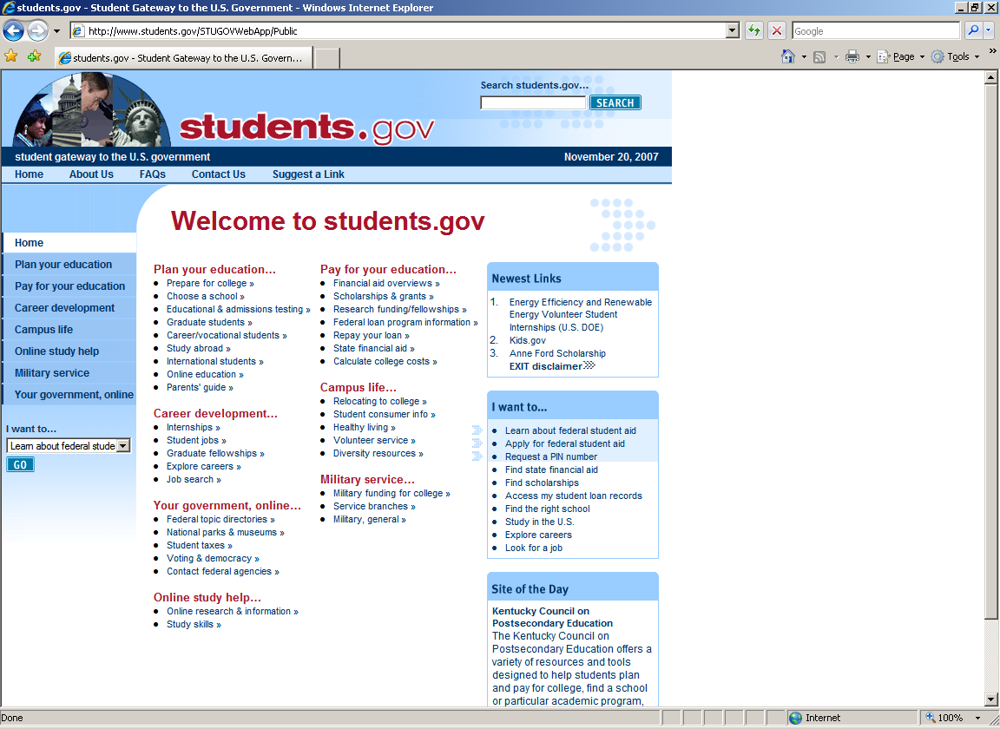 students.gov - Student Gateway to the U.S. Government - Windows Internet Explorer
http://www.students.gov/STUGOVWebApp/Public
Google
students.gov - Student Gateway to the U.S. Govern...
Page
Tools
Search students.gov...
SEARCH
students.gov
student gateway to the U.S. government
November 20, 2007
Home
About Us
FAQs
Contact Us
Suggest a Link
Welcome to students.gov
Home
Plan your education
Pay for your education
Career development
Campus life
Online study help
Military service
Your government, online
I want to...
Learn about federal stude
GO
Plan your education...
Prepare for college »
Choose a school »
Educational & admissions testing »
Graduate students »
Career/vocational students »
Study abroad »
International students »
Online education »
Parents' guide »
Career development...
Internships »
Student jobs »
Graduate fellowships »
Explore careers »
Job search »
Your government, online...
Federal topic directories »
National parks & museums »
Student taxes »
Voting & democracy »
Contact federal agencies »
Online study help...
Online research & information »
Study skills »
Pay for your education...
Financial aid overviews »
Scholarships & grants »
Research funding/fellowships »
Federal loan program information »
Repay your loan »
State financial aid »
Calculate college costs »
Campus life...
Relocating to college »
Student consumer info »
Healthy living »
Volunteer service »
Diversity resources »
Military service...
Military funding for college »
Service branches »
Military, general »
Newest Links
1. Energy Efficiency and Renewable
Energy Volunteer Student
Internships (U.S. DOE)
2. Kids.gov
3. Anne Ford Scholarship
EXIT disclaimer
I want to...
Learn about federal student aid
Apply for federal student aid
Request a PIN number
Find state financial aid
Find scholarships
Access my student loan records
Find the right school
Study in the U.S.
Explore careers
Look for a job
Site of the Day
Kentucky Council on
Postsecondary Education
The Kentucky Council on
Postsecondary Education offers a
variety of resources and tools
designed to help students plan
and pay for college, find a school
or particular academic program,
Done
Internet
100%